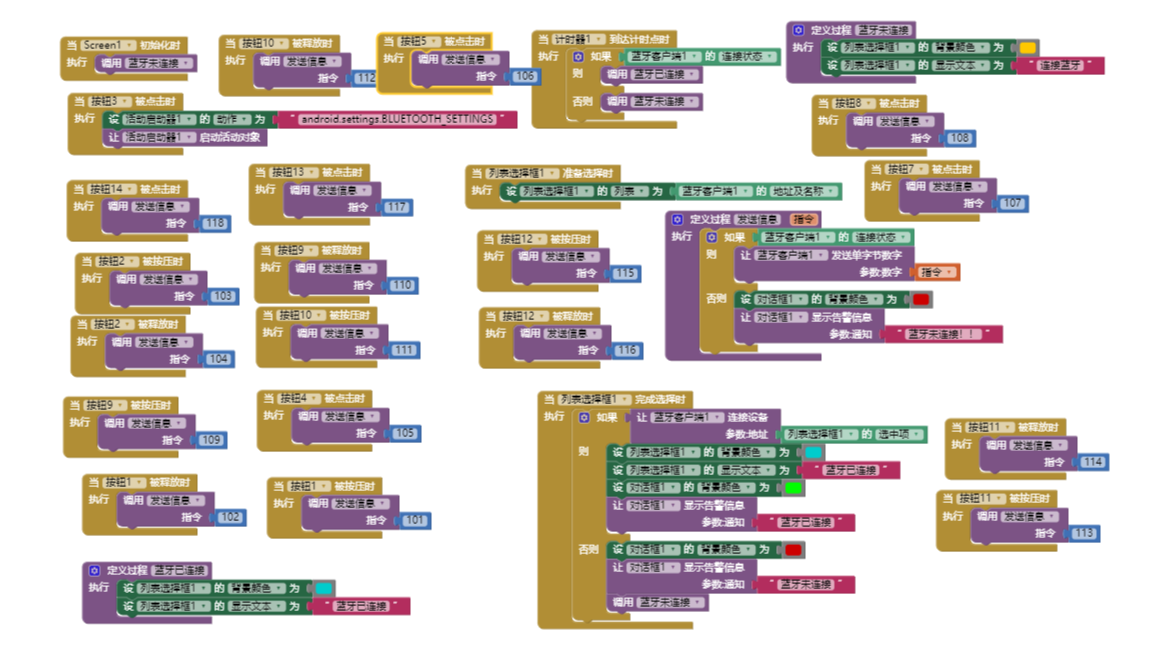 当 Screen1 初始化时
执行 调用 蓝牙未连接
当 按钮10 被释放时
执行 调用 发送信息
指令 112
当 按钮5 被点击时
执行 调用 发送信息
指令 106
当 计时器1 到达计时点时
执行 如果 蓝牙客户端1 的 连接状态
则 调用 蓝牙已连接
否则 调用 蓝牙未连接
定义过程 蓝牙未连接
执行 设 列表选择框1 的 背景颜色 为
设 列表选择框1 的 显示文本 为 " 连接蓝牙 "
当 按钮3 被点击时
执行 设 活动启动器1 的 动作 为 " android.settings.BLUETOOTH_SETTINGS "
让 活动启动器1 启动活动对象
当 按钮8 被点击时
执行 调用 发送信息
指令 108
当 按钮14 被点击时
执行 调用 发送信息
指令 118
当 按钮13 被点击时
执行 调用 发送信息
指令 117
当 列表选择框1 准备选择时
执行 设 列表选择框1 的 列表 为 蓝牙客户端1 的 地址及名称
当 按钮7 被点击时
执行 调用 发送信息
指令 107
当 按钮2 被按压时
执行 调用 发送信息
指令 103
当 按钮9 被释放时
执行 调用 发送信息
指令 110
当 按钮12 被按压时
执行 调用 发送信息
指令 115
定义过程 发送信息 指令
执行 如果 蓝牙客户端1 的 连接状态
则 让 蓝牙客户端1 发送单字节数字
参数:数字 指令
否则 设 对话框1 的 背景颜色 为
让 对话框1 显示告警信息
参数:通知 " 蓝牙未连接！！ "
当 按钮2 被释放时
执行 调用 发送信息
指令 104
当 按钮10 被按压时
执行 调用 发送信息
指令 111
当 按钮12 被释放时
执行 调用 发送信息
指令 116
当 按钮9 被按压时
执行 调用 发送信息
指令 109
当 按钮4 被点击时
执行 调用 发送信息
指令 105
当 列表选择框1 完成选择时
执行 如果 让 蓝牙客户端1 连接设备
参数:地址 列表选择框1 的 选中项
则 设 列表选择框1 的 背景颜色 为
设 列表选择框1 的 显示文本 为 " 蓝牙已连接 "
设 对话框1 的 背景颜色 为
让 对话框1 显示告警信息
参数:通知 " 蓝牙已连接 "
否则 设 对话框1 的 背景颜色 为
让 对话框1 显示告警信息
参数:通知 " 蓝牙未连接 "
调用 蓝牙未连接
当 按钮11 被释放时
执行 调用 发送信息
指令 114
当 按钮1 被释放时
执行 调用 发送信息
指令 102
当 按钮1 被按压时
执行 调用 发送信息
指令 101
当 按钮11 被按压时
执行 调用 发送信息
指令 113
定义过程 蓝牙已连接
执行 设 列表选择框1 的 背景颜色 为
设 列表选择框1 的 显示文本 为 " 蓝牙已连接 "